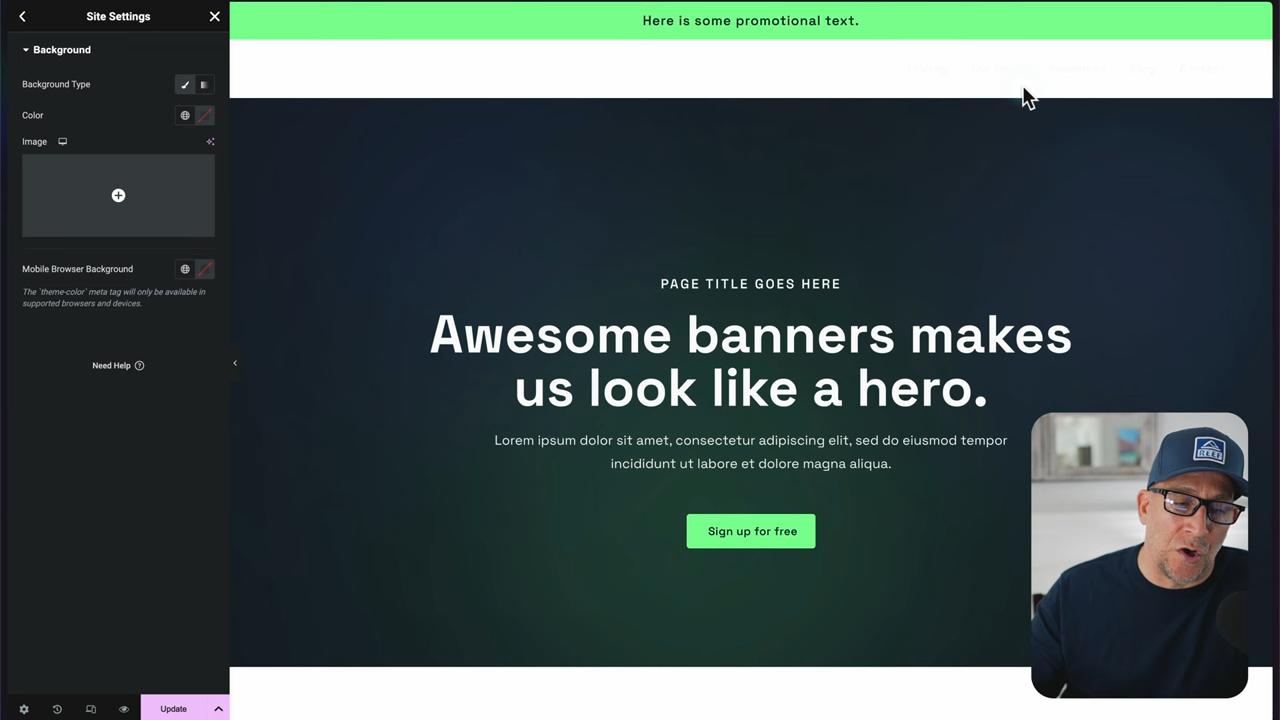 Site Settings
Background
Background Type
Color
Image
Mobile Browser Background
The `theme-color` meta tag will only be available in
supported browsers and devices.
Need Help
Update
Here is some promotional text.
PAGE TITLE GOES HERE
Awesome banners makes
us look like a hero.
Lorem ipsum dolor sit amet, consectetur adipiscing elit, sed do eiusmod tempor
incididunt ut labore et dolore magna aliqua.
Sign up for free
REEF